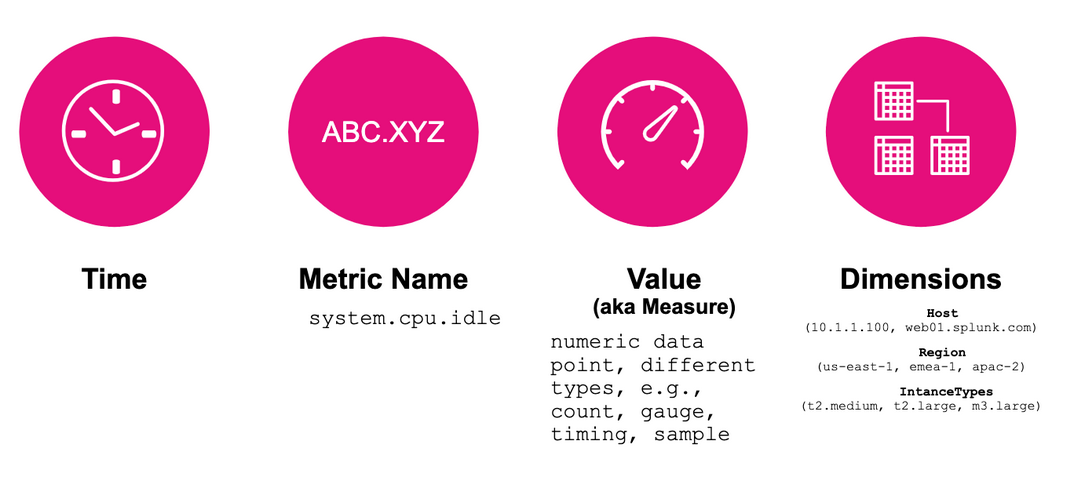 ABC.XYZ
Time
Metric Name
system.cpu.idle
Value
(aka Measure)
numeric data
point, different
types, e.g.,
count, gauge,
timing, sample
Dimensions
Host
(10.1.1.100, web01.splunk.com)
Region
(us-east-1, emea-1, apac-2)
IntanceTypes
(t2.medium, t2.large, m3.large)